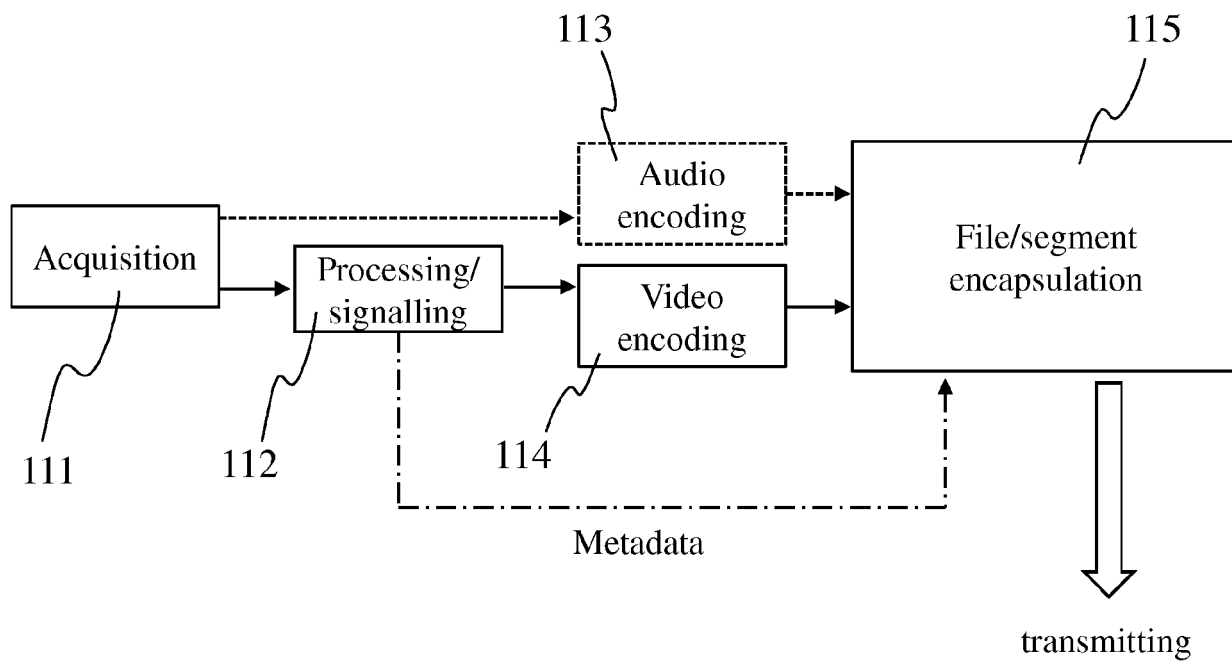 113
115
Audio
encoding
Acquisition
Processing/
signalling
Video
encoding
File/segment
encapsulation
111
112
114
Metadata
transmitting